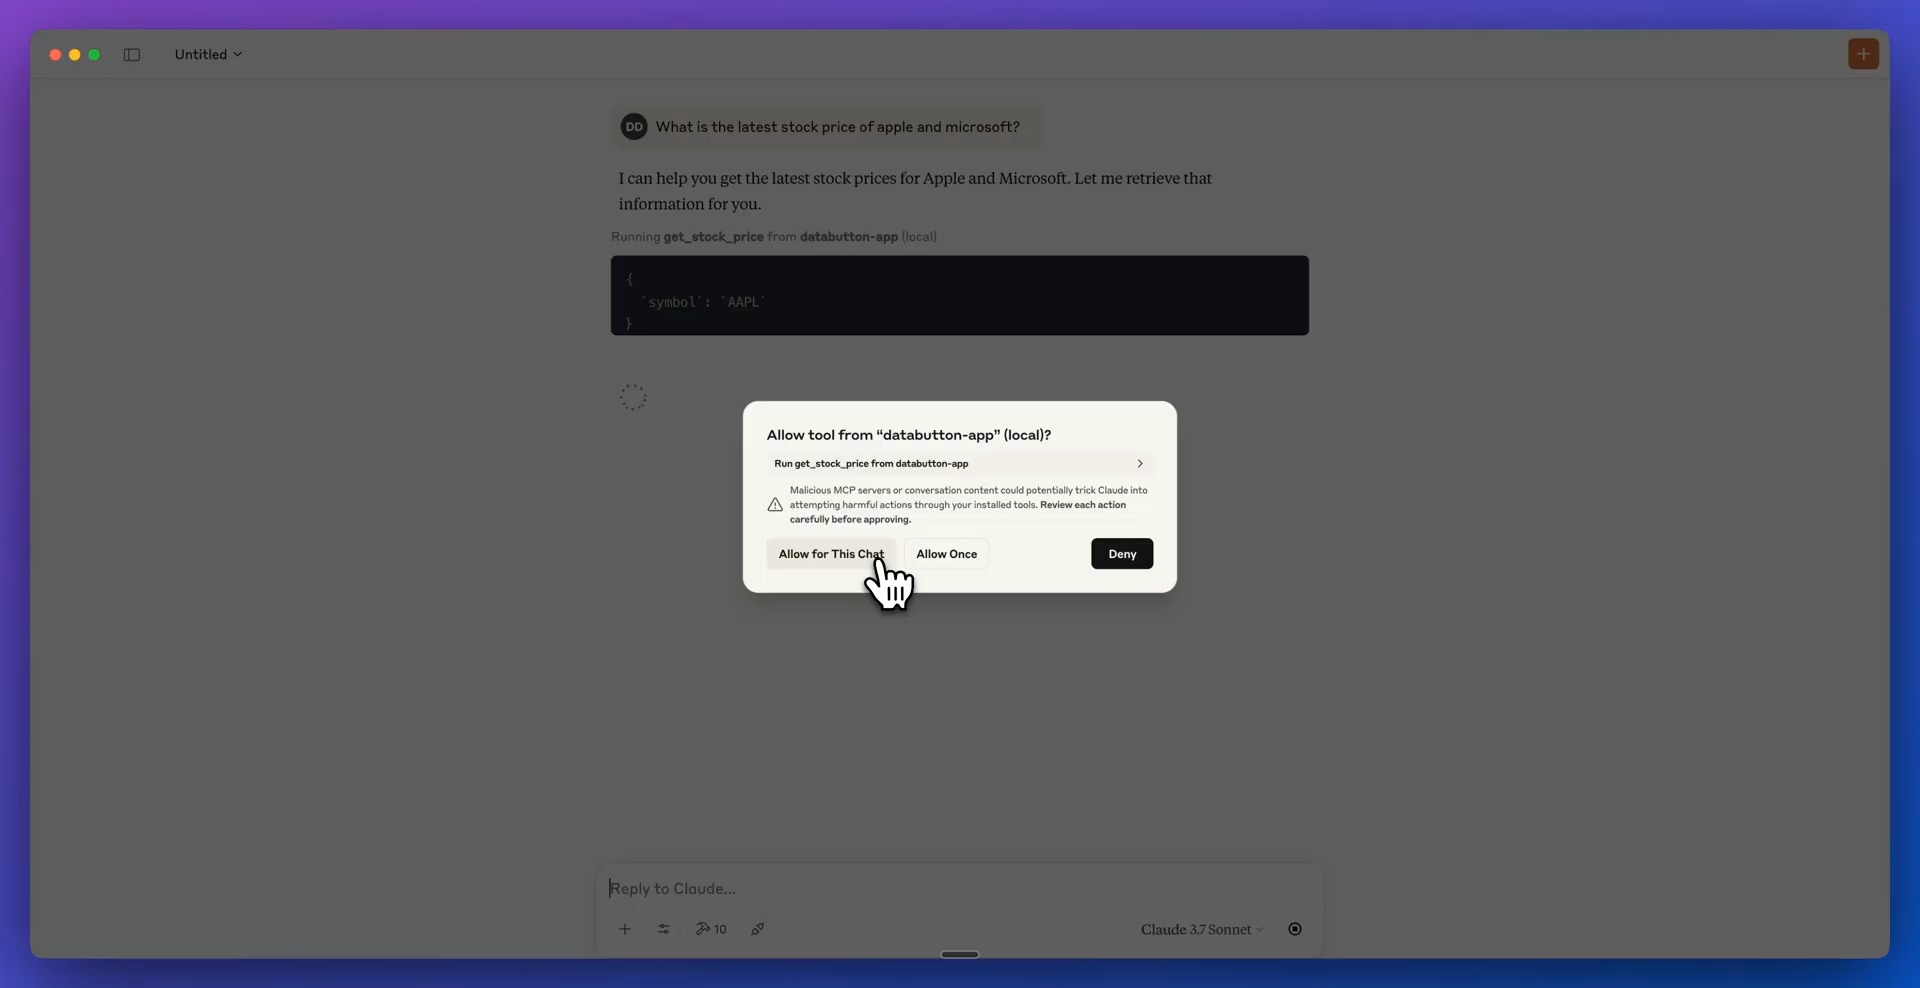 Untitled
DD What is the latest stock price of apple and microsoft?
I can help you get the latest stock prices for Apple and Microsoft. Let me retrieve that
information for you.
Running get_stock_price from databutton-app (local)
{
`symbol`: `AAPL`
}
Allow tool from “databutton-app” (local)?
Run get_stock_price from databutton-app
Malicious MCP servers or conversation content could potentially trick Claude into
attempting harmful actions through your installed tools. Review each action
carefully before approving.
Allow for This Chat Allow Once Deny
Reply to Claude...
10 Claude 3.7 Sonnet